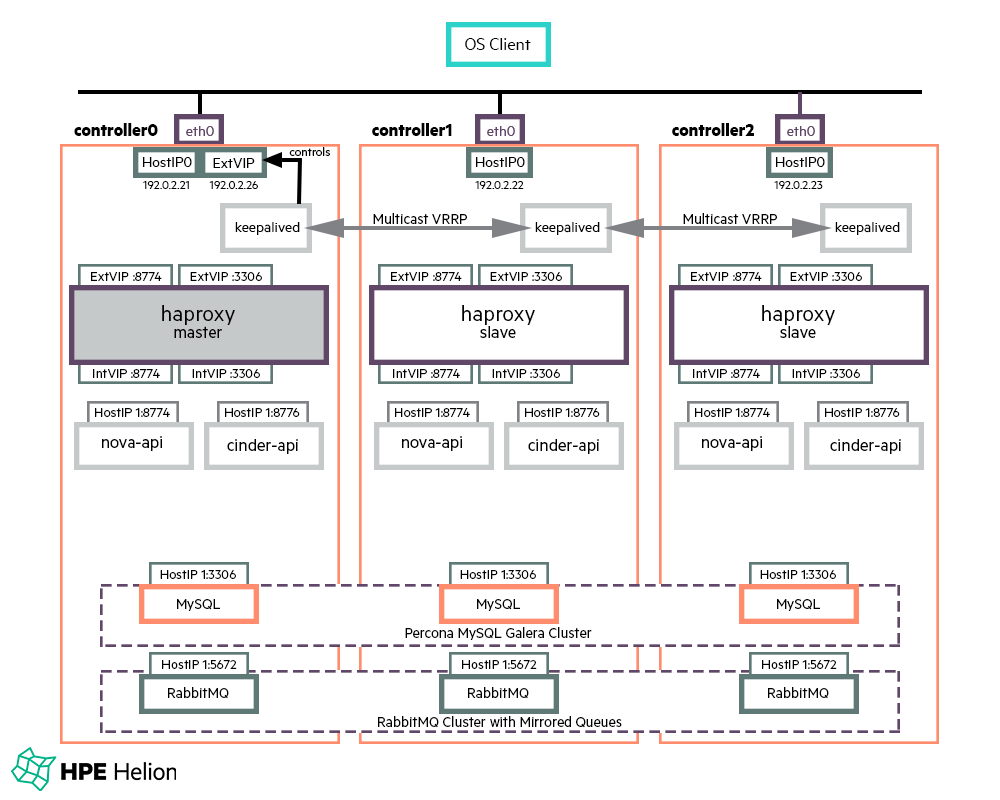 OS Client
controller0
eth0
controller1
eth0
controller2
eth0
HostIP0
ExtVIP
controls
HostIP0
HostIP0
192.0.2.21
192.0.2.26
192.0.2.22
192.0.2.23
keepalived
Multicast VRRP
keepalived
Multicast VRRP
keepalived
ExtVIP :8774
ExtVIP :3306
ExtVIP :8774
ExtVIP :3306
ExtVIP :8774
ExtVIP :3306
haproxy
master
haproxy
slave
haproxy
slave
IntVIP :8774
IntVIP :3306
IntVIP :8774
IntVIP :3306
IntVIP :8774
IntVIP :3306
HostIP 1:8774
HostIP 1:8776
HostIP 1:8774
HostIP 1:8776
HostIP 1:8774
HostIP 1:8776
nova-api
cinder-api
nova-api
cinder-api
nova-api
cinder-api
HostIP 1:3306
HostIP 1:3306
HostIP 1:3306
MySQL
MySQL
MySQL
Percona MySQL Galera Cluster
HostIP 1:5672
HostIP 1:5672
HostIP 1:5672
RabbitMQ
RabbitMQ
RabbitMQ
RabbitMQ Cluster with Mirrored Queues
HPE Helion